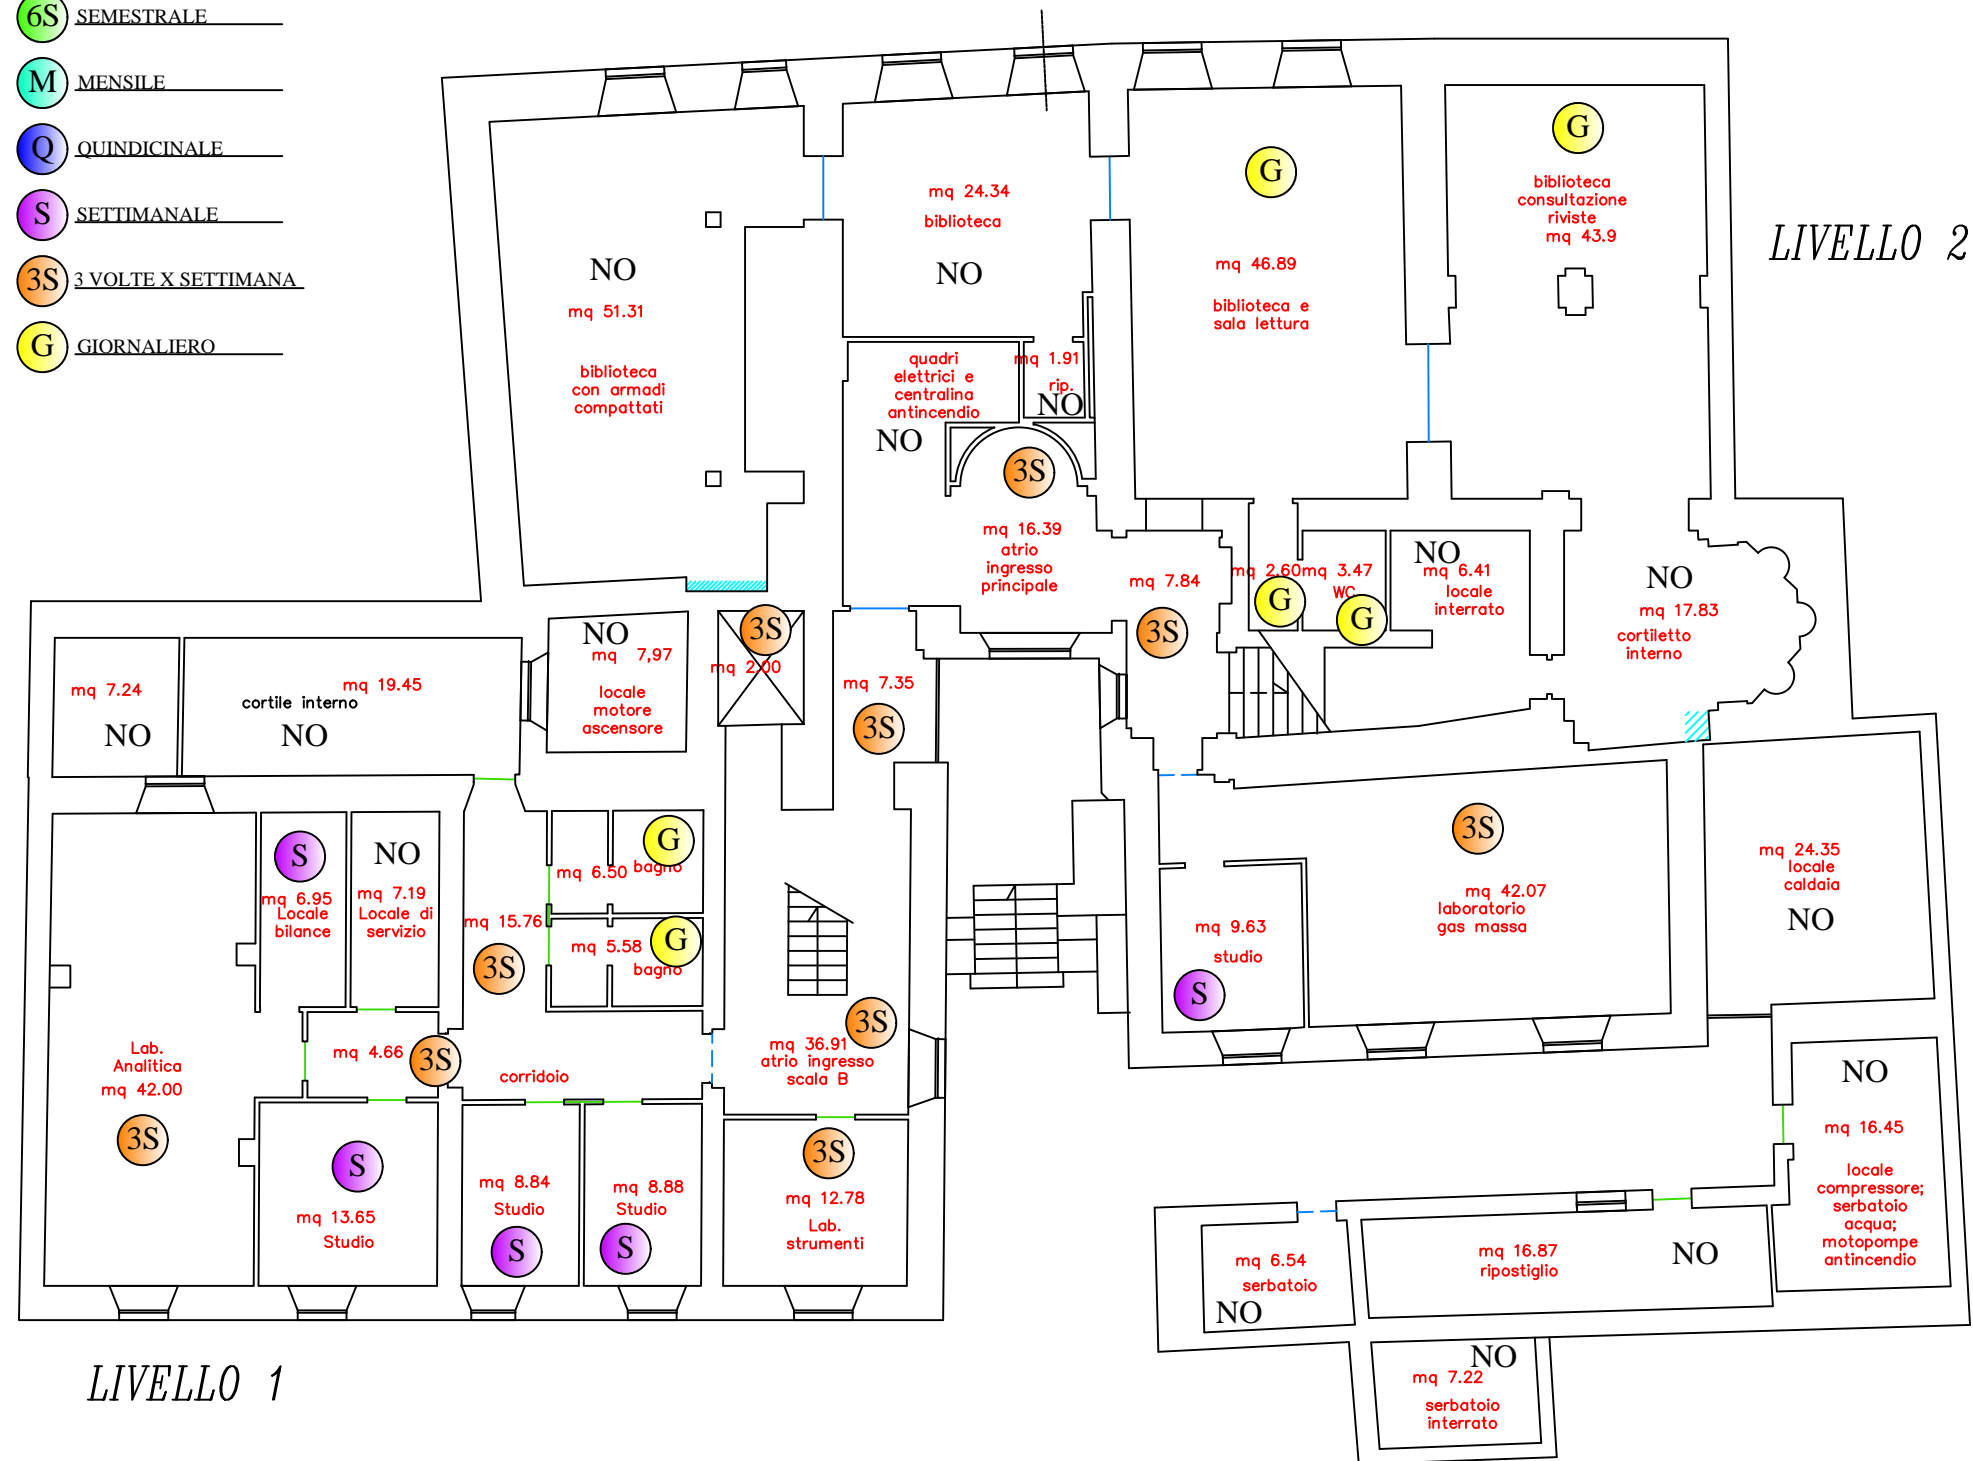 6S SEMESTRALE
M MENSILE
Q QUINDICINALE
S SETTIMANALE
3S 3 VOLTE X SETTIMANA
G GIORNALIERO
LIVELLO 2
NO
mq 51.31
biblioteca
con armadi
compattati
mq 24.34
biblioteca
NO
quadri
elettrici e
centralina
antincendio
NO
mq 1.91
rip.
NO
G
mq 46.89
biblioteca e
sala lettura
G
biblioteca
consultazione
riviste
mq 43.9
3S
mq 16.39
atrio
ingresso
principale
mq 7.84
3S
mq 2.60
G
mq 3.47
WC
G
NO
mq 6.41
locale
interrato
NO
mq 17.83
cortiletto
interno
mq 7.24
NO
mq 19.45
cortile interno
NO
NO
mq 7,97
locale
motore
ascensore
3S
mq 2.00
mq 7.35
3S
S
mq 6.95
Locale
bilance
NO
mq 7.19
Locale di
servizio
G
mq 6.50
bagno
mq 15.76
3S
mq 5.58
G
bagno
3S
mq 36.91
atrio ingresso
scala B
Lab.
Analitica
mq 42.00
3S
mq 4.66
3S
corridoio
S
mq 13.65
Studio
mq 8.84
Studio
S
mq 8.88
Studio
S
3S
mq 12.78
Lab.
strumenti
3S
mq 42.07
laboratorio
gas massa
mq 9.63
studio
S
mq 24.35
locale
caldaia
NO
NO
mq 16.45
locale
compressore;
serbatoio
acqua;
motopompe
antincendio
mq 6.54
serbatoio
NO
mq 16.87
ripostiglio
NO
NO
mq 7.22
serbatoio
interrato
LIVELLO 1